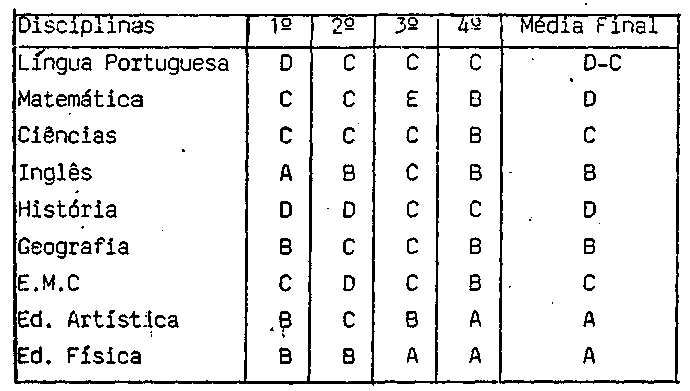 Disciplinas 1º 2º 3º 4º Média Final
Língua Portuguesa D C C C D-C
Matemática C C E B D
Ciências C C C B C
Inglês A B C B B
História D D C C D
Geografia B C C B B
E.M.C C D C B C
Ed. Artística B C B A A
Ed. Física B B A A A